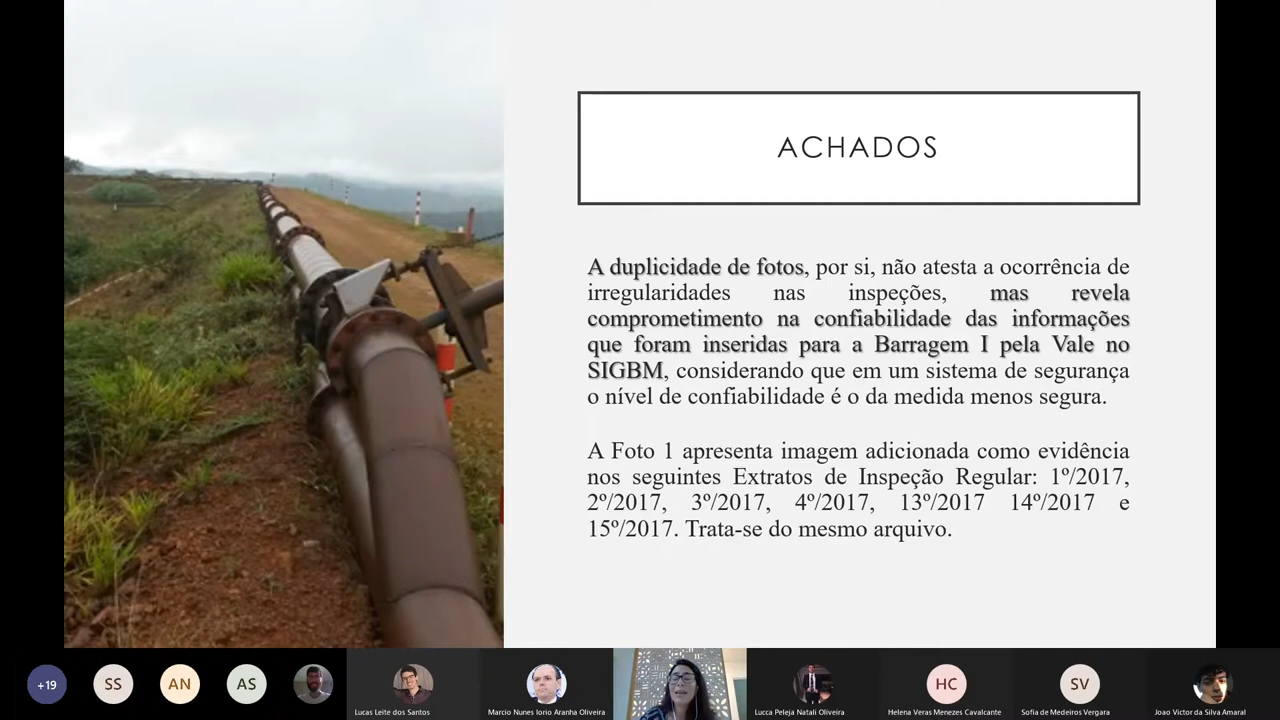 ACHADOS
A duplicidade de fotos, por si, não atesta a ocorrência de
irregularidades nas inspeções, mas revela
comprometimento na confiabilidade das informações
que foram inseridas para a Barragem I pela Vale no
SIGBM, considerando que em um sistema de segurança
o nível de confiabilidade é o da medida menos segura.
A Foto 1 apresenta imagem adicionada como evidência
nos seguintes Extratos de Inspeção Regular: 1º/2017,
2º/2017, 3º/2017, 4º/2017, 13º/2017 14º/2017 e
15º/2017. Trata-se do mesmo arquivo.
+19
SS
AN
AS
HC
SV
Lucas Leite dos Santos
Marcio Nunes Iorio Aranha Oliveira
Lucca Peleja Natali Oliveira
Helena Veras Menezes Cavalcante
Sofia de Medeiros Vergara
Joao Victor da Silva Amaral